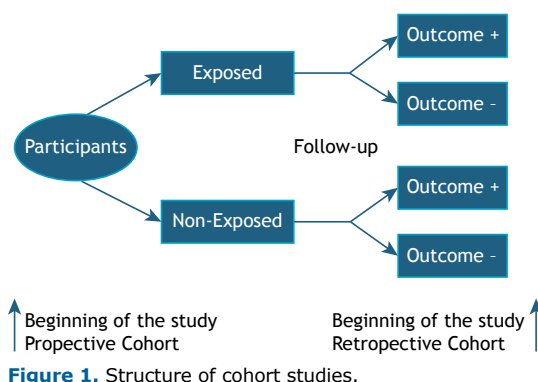 Outcome +
Exposed
Outcome -
Participants
Follow-up
Outcome +
Non-Exposed
Outcome -
Beginning of the study
Propective Cohort
Beginning of the study
Retropective Cohort
Figure 1. Structure of cohort studies.